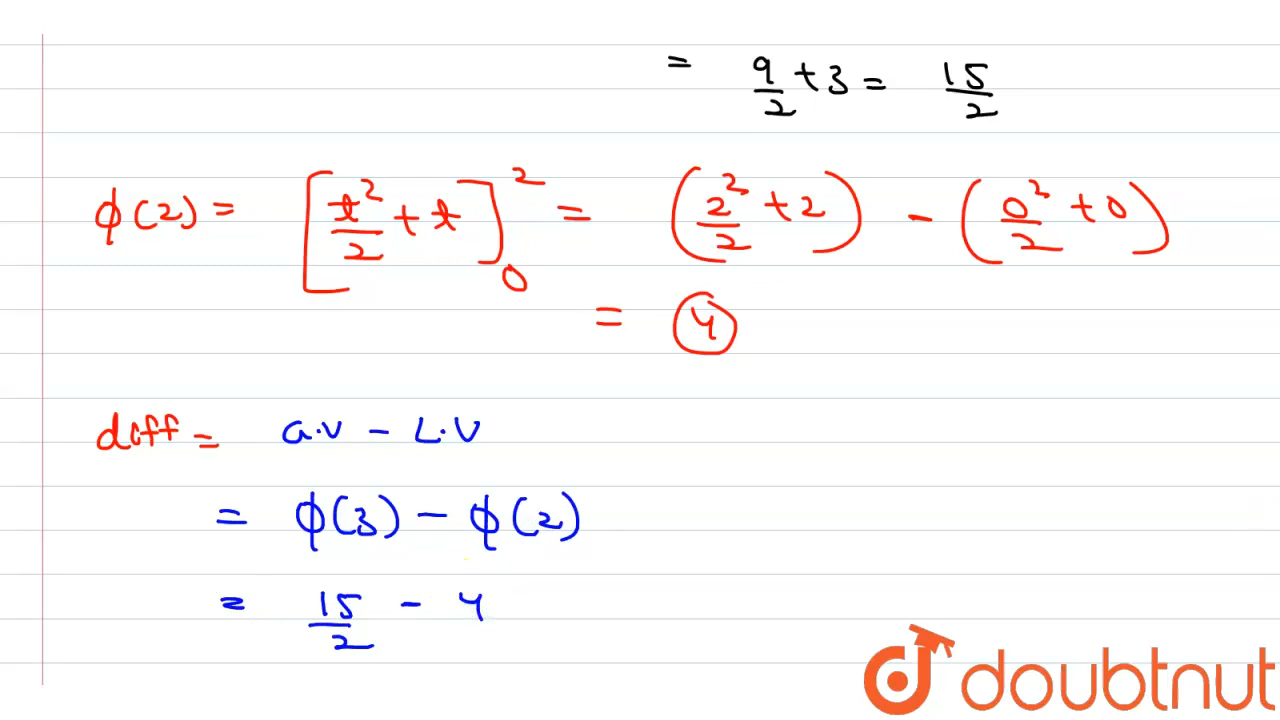 = 9/2 + 3 = 15/2
ϕ(2) = [t²/2 + t]₀² = (2²/2 + 2) - (0²/2 + 0)
= 4
diff = a.v - L.V
= ϕ(3) - ϕ(2)
= 15/2 - 4
doubtnut